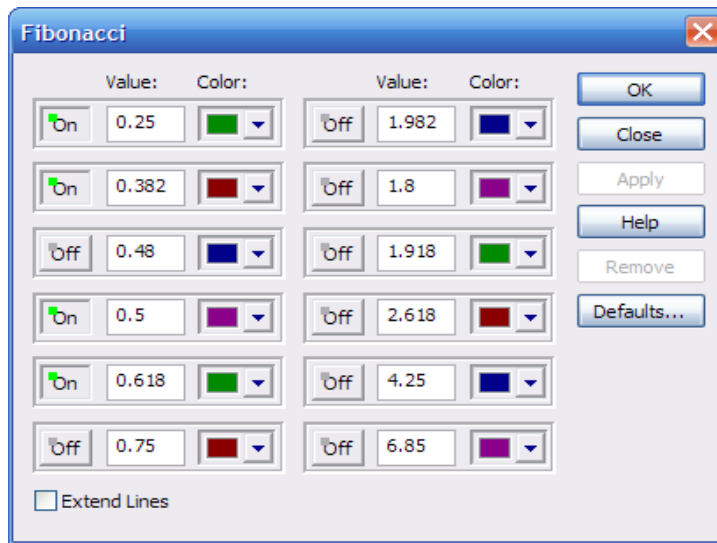 Fibonacci
Value: Color: Value: Color:
On 0.25 Off 1.982 OK
Close
On 0.382 Off 1.8 Apply
Help
Off 0.48 Off 1.918
Remove
On 0.5 Off 2.618 Defaults...
On 0.618 Off 4.25
Off 0.75 Off 6.85
Extend Lines